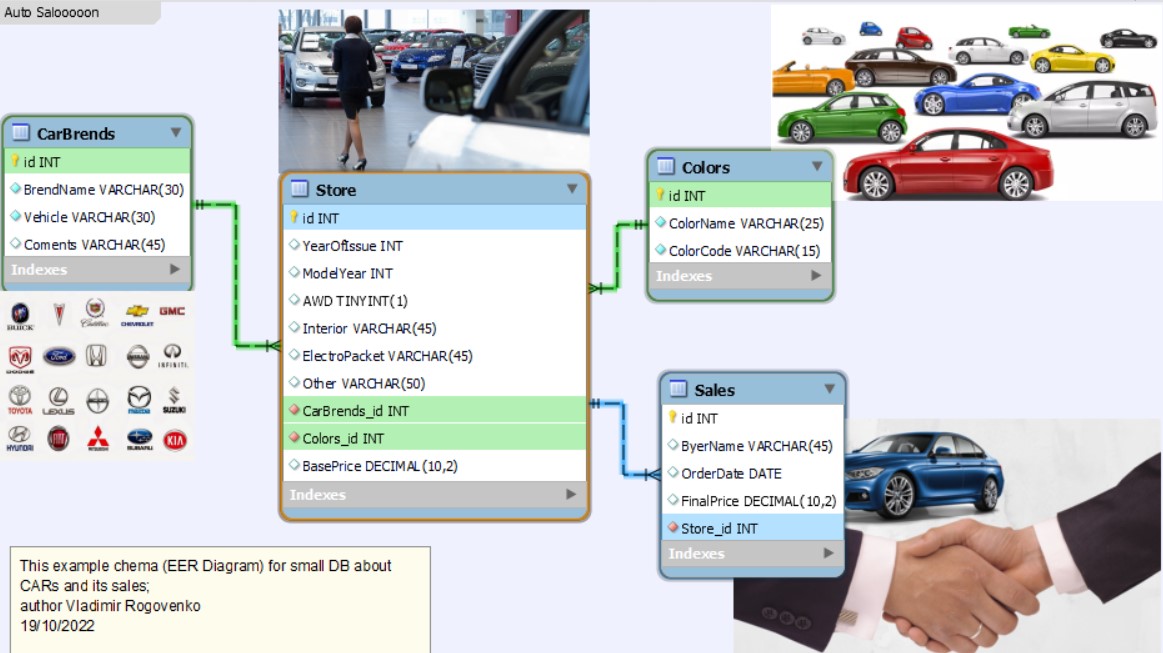 Auto Salooooon
CarBrends
id INT
BrendName VARCHAR(30)
Vehicle VARCHAR(30)
Coments VARCHAR(45)
Indexes
Store
id INT
YearOfIssue INT
ModelYear INT
AWD TINYINT(1)
Interior VARCHAR(45)
ElectroPacket VARCHAR(45)
Other VARCHAR(50)
CarBrends_id INT
Colors_id INT
BasePrice DECIMAL(10,2)
Indexes
Colors
id INT
ColorName VARCHAR(25)
ColorCode VARCHAR(15)
Indexes
Sales
id INT
ByerName VARCHAR(45)
OrderDate DATE
FinalPrice DECIMAL(10,2)
Store_id INT
Indexes
BUICK
Cadillac
CHEVROLET
GMC
DODGE
Ford
NISSAN
INFINITI
TOYOTA
LEXUS
MAZDA
SUZUKI
HYUNDAI
FIAT
MITSUBISHI
SUBARU
KIA
This example chema (EER Diagram) for small DB about
CARs and its sales;
author Vladimir Rogovenko
19/10/2022